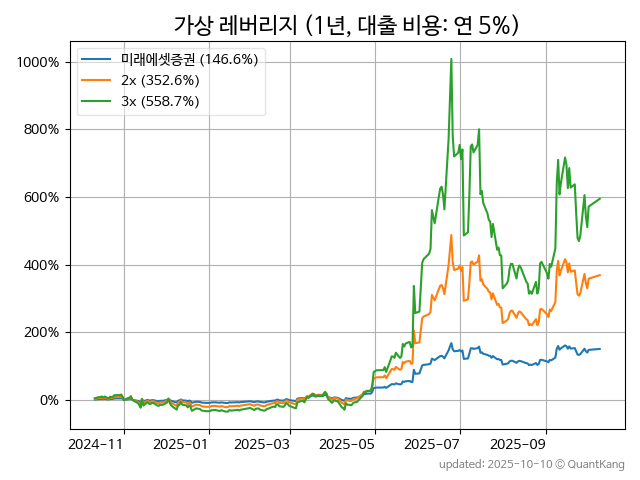 가상 레버리지 (1년, 대출 비용: 연 5%)
미래에셋증권 (146.6%)
2x (352.6%)
3x (558.7%)
1000%
800%
600%
400%
200%
0%
2024-11
2025-01
2025-03
2025-05
2025-07
2025-09
updated: 2025-10-10 © QuantKang